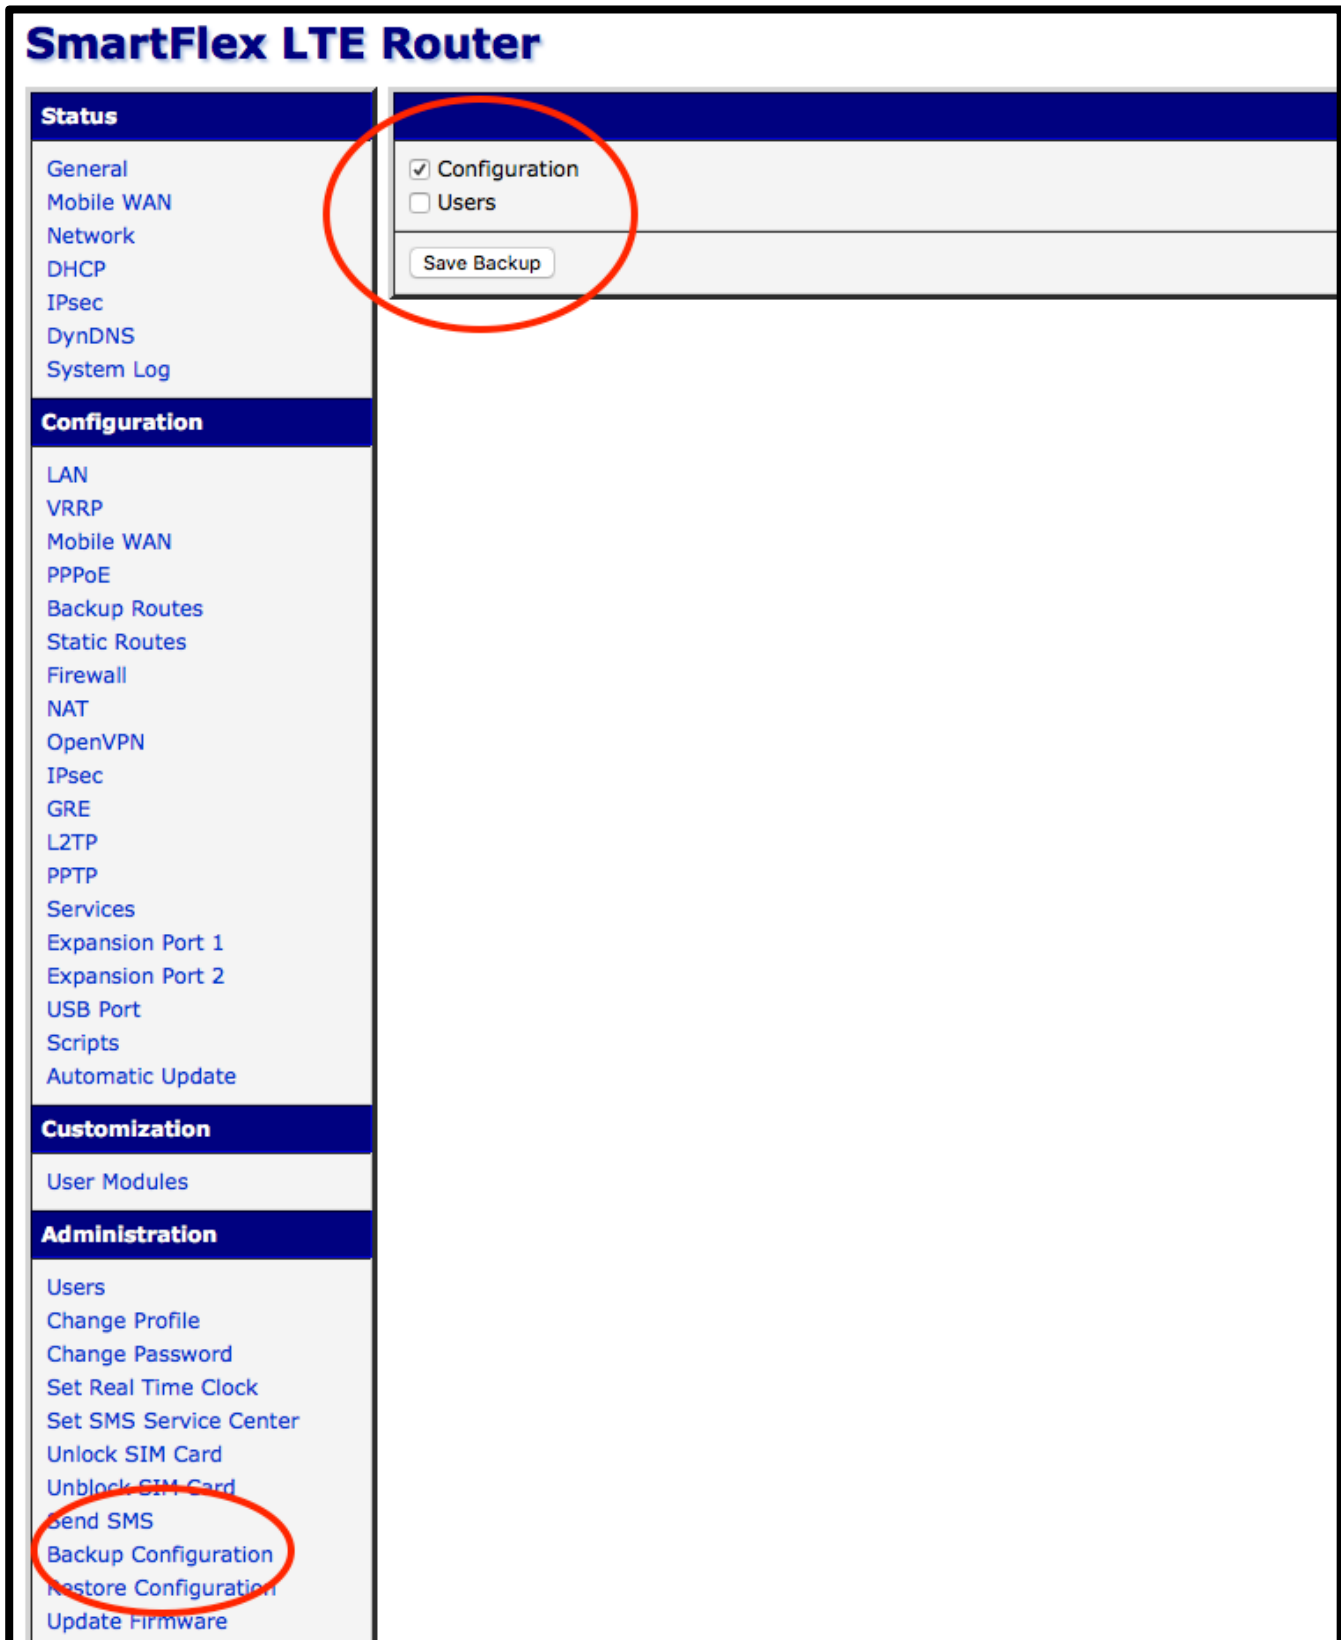 SmartFlex LTE Router
Status
General
Mobile WAN
Network
DHCP
IPsec
DynDNS
System Log
Configuration
LAN
VRRP
Mobile WAN
PPPoE
Backup Routes
Static Routes
Firewall
NAT
OpenVPN
IPsec
GRE
L2TP
PPTP
Services
Expansion Port 1
Expansion Port 2
USB Port
Scripts
Automatic Update
Customization
User Modules
Administration
Users
Change Profile
Change Password
Set Real Time Clock
Set SMS Service Center
Unlock SIM Card
Unblock SIM Card
Send SMS
Backup Configuration
Restore Configuration
Update Firmware
Configuration
Users
Save Backup